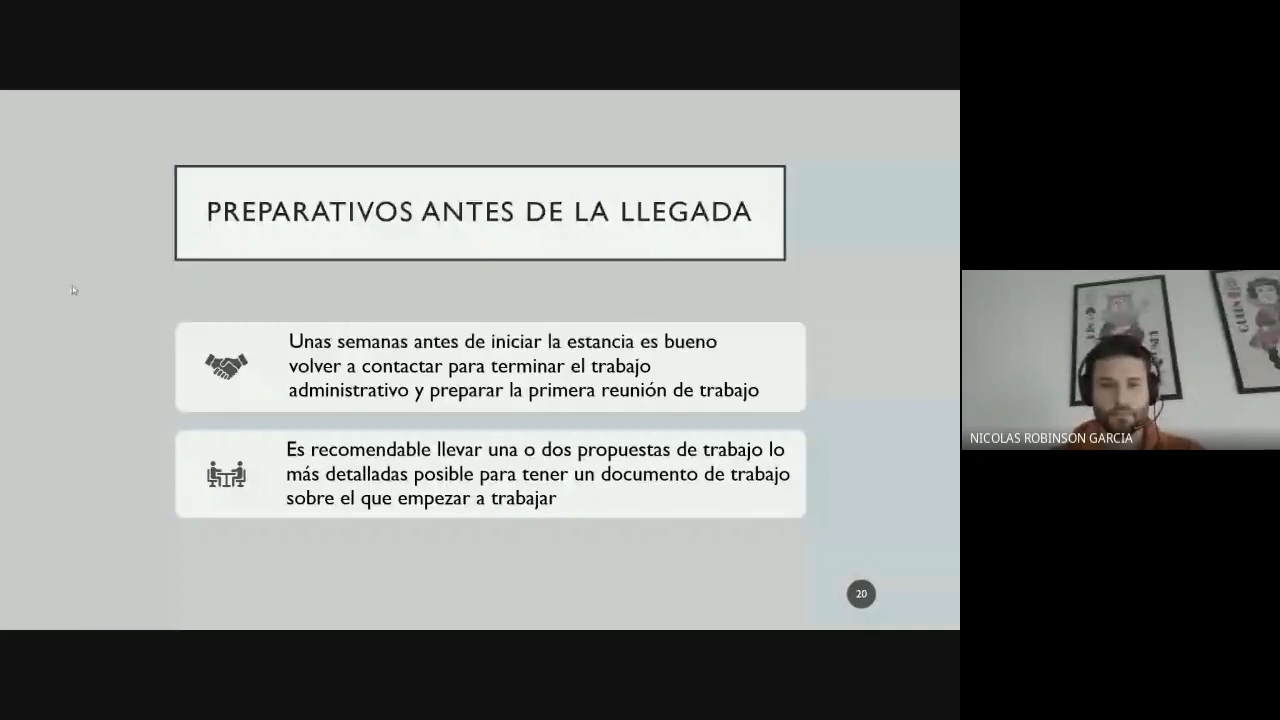 PREPARATIVOS ANTES DE LA LLEGADA
Unas semanas antes de iniciar la estancia es bueno
volver a contactar para terminar el trabajo
administrativo y preparar la primera reunión de trabajo
Es recomendable llevar una o dos propuestas de trabajo lo
más detalladas posible para tener un documento de trabajo
sobre el que empezar a trabajar
20
NICOLAS ROBINSON GARCIA